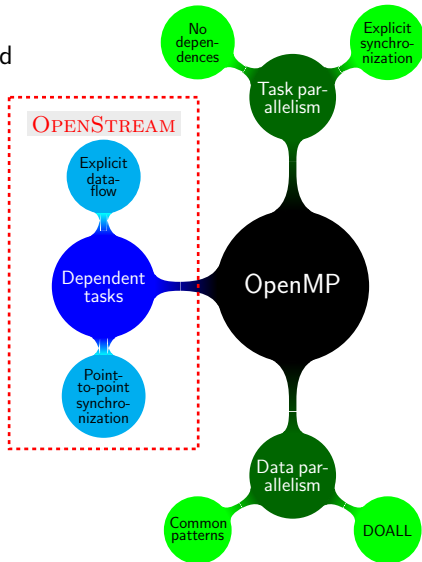 No
depen-
dences
Explicit
synchro-
nization
d
Task par-
allelism
OPENSTREAM
Explicit
data-
flow
Dependent
tasks
OpenMP
Point-
to-point
synchro-
nization
Data par-
allelism
Common
patterns
DOALL